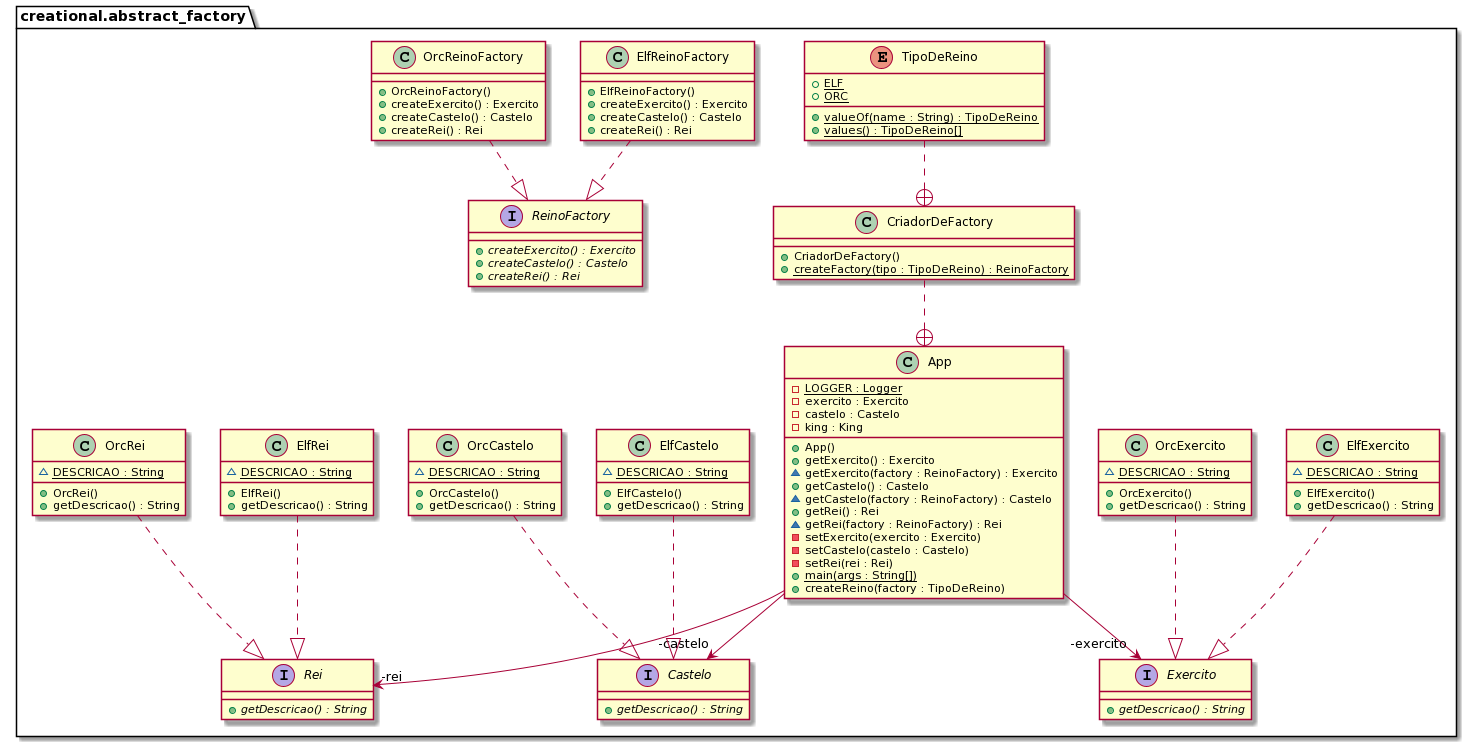 creational.abstract_factory
C OrcReinoFactory
OrcReinoFactory()
createExercito() : Exercito
createCastelo() : Castelo
createRei() : Rei
C ElfReinoFactory
ElfReinoFactory()
createExercito() : Exercito
createCastelo() : Castelo
createRei() : Rei
E TipoDeReino
ELF
ORC
valueOf(name : String) : TipoDeReino
values() : TipoDeReino[]
I ReinoFactory
createExercito() : Exercito
createCastelo() : Castelo
createRei() : Rei
C CriadorDeFactory
CriadorDeFactory()
createFactory(tipo : TipoDeReino) : ReinoFactory
C App
LOGGER : Logger
exercito : Exercito
castelo : Castelo
king : King
App()
getExercito() : Exercito
getExercito(factory : ReinoFactory) : Exercito
getCastelo() : Castelo
getCastelo(factory : ReinoFactory) : Castelo
getRei() : Rei
getRei(factory : ReinoFactory) : Rei
setExercito(exercito : Exercito)
setCastelo(castelo : Castelo)
setRei(rei : Rei)
main(args : String[])
createReino(factory : TipoDeReino)
C OrcRei
DESCRICAO : String
OrcRei()
getDescricao() : String
C ElfRei
DESCRICAO : String
ElfRei()
getDescricao() : String
C OrcCastelo
DESCRICAO : String
OrcCastelo()
getDescricao() : String
C ElfCastelo
DESCRICAO : String
ElfCastelo()
getDescricao() : String
C OrcExercito
DESCRICAO : String
OrcExercito()
getDescricao() : String
C ElfExercito
DESCRICAO : String
ElfExercito()
getDescricao() : String
-castelo
-exercito
-rei
I Rei
getDescricao() : String
I Castelo
getDescricao() : String
I Exercito
getDescricao() : String